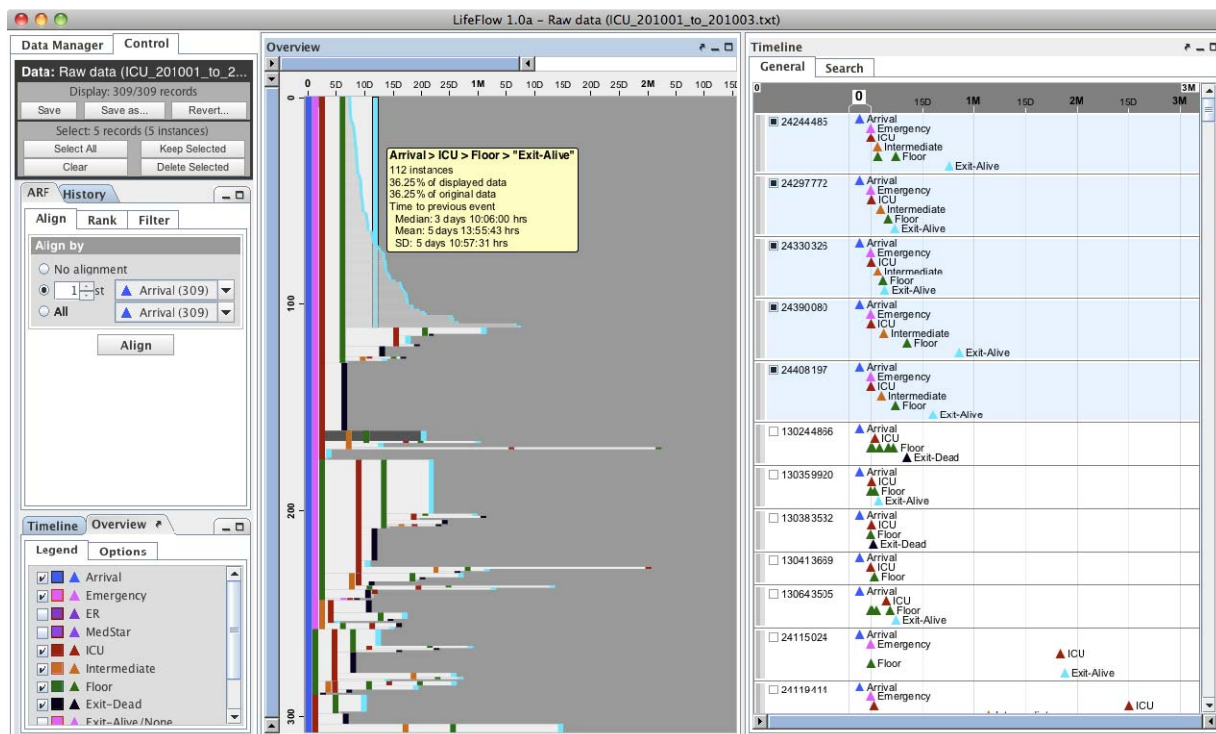 LifeFlow 1.0a – Raw data (ICU_201001_to_201003.txt)
Data Manager Control
Data: Raw data (ICU_201001_to_2...
Display: 309/309 records
Save Save as... Revert...
Select: 5 records (5 instances)
Select All Keep Selected
Clear Delete Selected
ARF History
Align Rank Filter
Align by
No alignment
1 st Arrival (309)
All Arrival (309)
Align
Timeline Overview
Legend Options
Arrival
Emergency
ER
MedStar
ICU
Intermediate
Floor
Exit-Dead
Exit-Alive/None
Overview
0 5D 10D 15D 20D 25D 1M 5D 10D 15D 20D 25D 2M 5D 10D 15D
0
100
200
300
Arrival > ICU > Floor > "Exit-Alive"
112 instances
36.25% of displayed data
36.25% of original data
Time to previous event
Median: 3 days 10:06:00 hrs
Mean: 5 days 13:55:43 hrs
SD: 5 days 10:57:31 hrs
Timeline
General Search
0 3M
0 15D 1M 15D 2M 15D 3M
24244485 Arrival
Emergency
ICU
Intermediate
Floor
Exit-Alive
24297772 Arrival
Emergency
ICU
Intermediate
Floor
Exit-Alive
24330326 Arrival
Emergency
ICU
Intermediate
Floor
Exit-Alive
24390080 Arrival
Emergency
ICU
Intermediate
Floor
Exit-Alive
24408197 Arrival
Emergency
ICU
Intermediate
Floor
Exit-Alive
130244866 Arrival
ICU
Floor
Exit-Dead
130359920 Arrival
ICU
Floor
Exit-Alive
130383532 Arrival
ICU
Floor
Exit-Dead
130413669 Arrival
ICU
Floor
130643505 Arrival
ICU
Floor
Exit-Alive
24115024 Arrival
Emergency
ICU
Floor
Exit-Alive
24119411 Arrival
Emergency
ICU